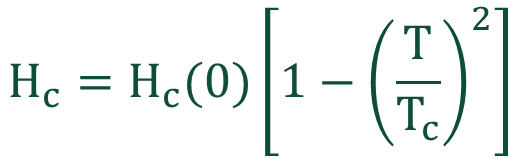 H_c = H_c(0) [1 − (T/T_c)²]